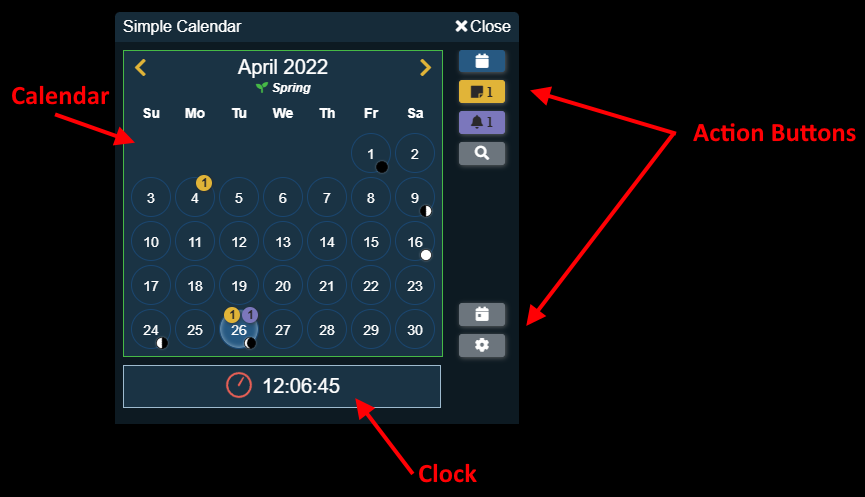 Simple Calendar
Close
April 2022
Spring
Su Mo Tu We Th Fr Sa
1 2
1
3 4 5 6 7 8 9
10 11 12 13 14 15 16
17 18 19 20 21 22 23
1 1
24 25 26 27 28 29 30
12:06:45
1
1
Calendar
Action Buttons
Clock